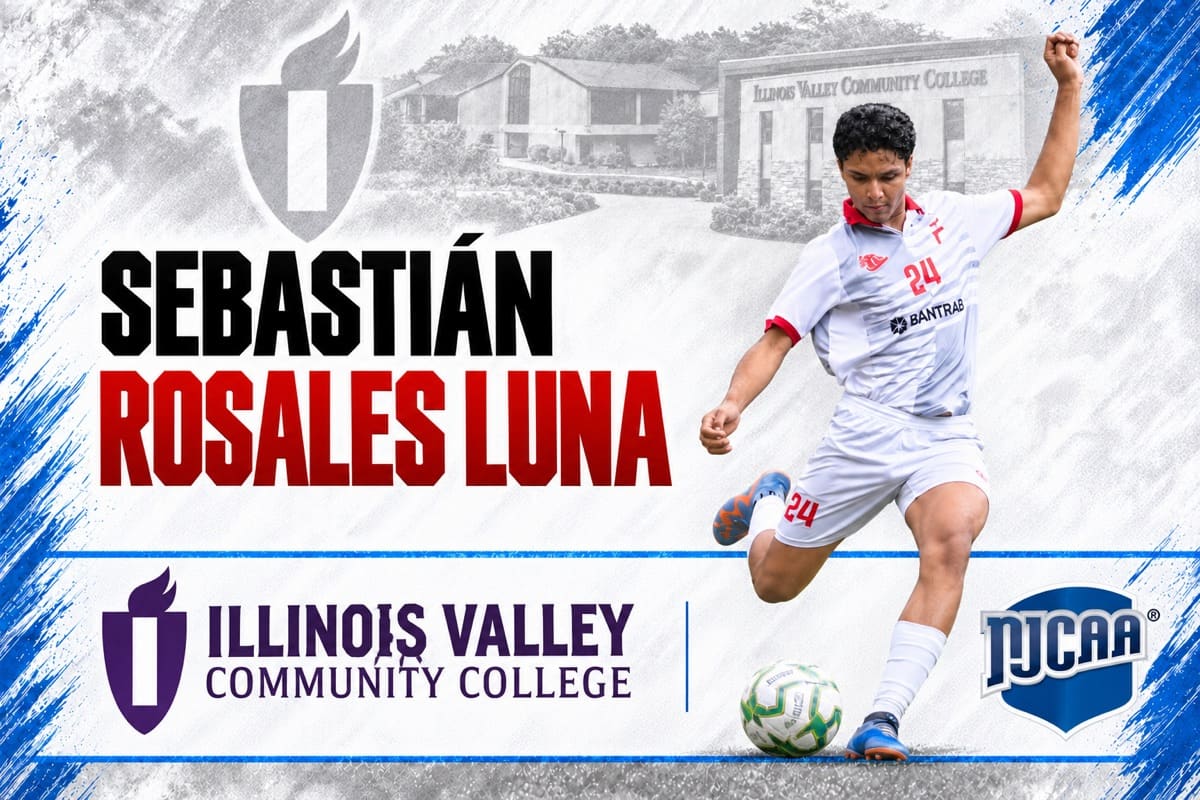 ILLINOIS VALLEY COMMUNITY COLLEGE
SEBASTIÁN
ROSALES LUNA
24
BANTRAB
24
ILLINOIS VALLEY
COMMUNITY COLLEGE
NJCAA®